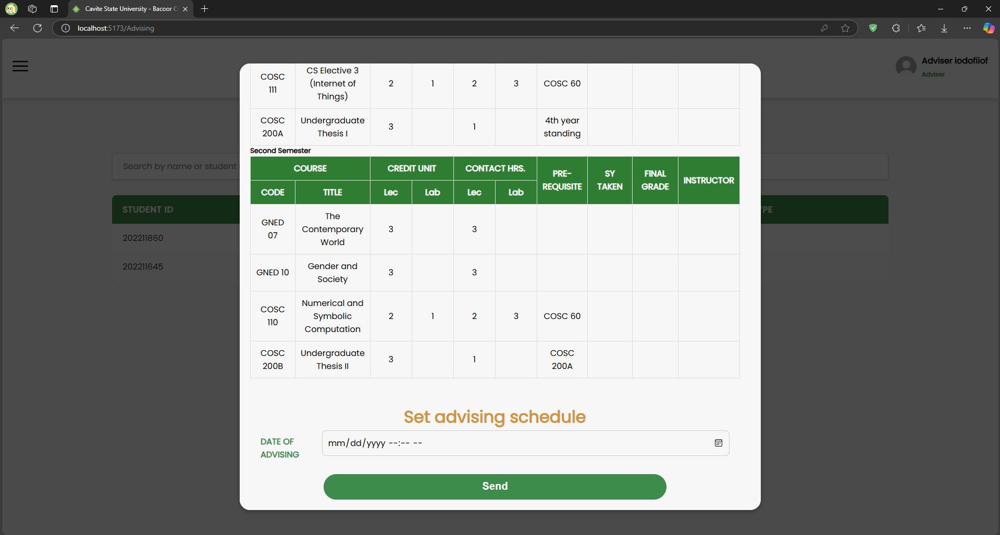 Cavite State University - Bacoor C
localhost:5173/Advising
Adviser iodofiiof
Adviser
Search by name or student
STUDENT ID
PE
202211860
202211645
COSC 111 CS Elective 3 (Internet of Things) 2 1 2 3 COSC 60
COSC 200A Undergraduate Thesis I 3 1 4th year standing
Second Semester
COURSE CREDIT UNIT CONTACT HRS. PRE-REQUISITE SY TAKEN FINAL GRADE INSTRUCTOR
CODE TITLE Lec Lab Lec Lab
GNED 07 The Contemporary World 3 3
GNED 10 Gender and Society 3 3
COSC 110 Numerical and Symbolic Computation 2 1 2 3 COSC 60
COSC 200B Undergraduate Thesis II 3 1 COSC 200A
Set advising schedule
DATE OF ADVISING
mm/dd/yyyy --:-- --
Send